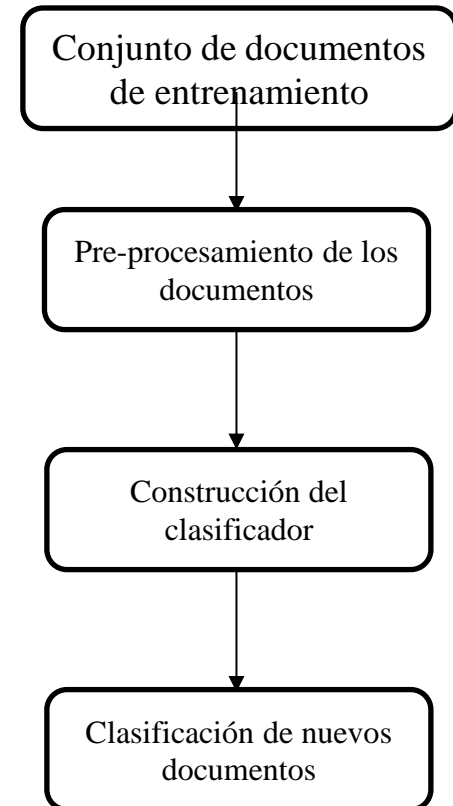 Conjunto de documentos
de entrenamiento
Pre-procesamiento de los
documentos
Construcción del
clasificador
Clasificación de nuevos
documentos